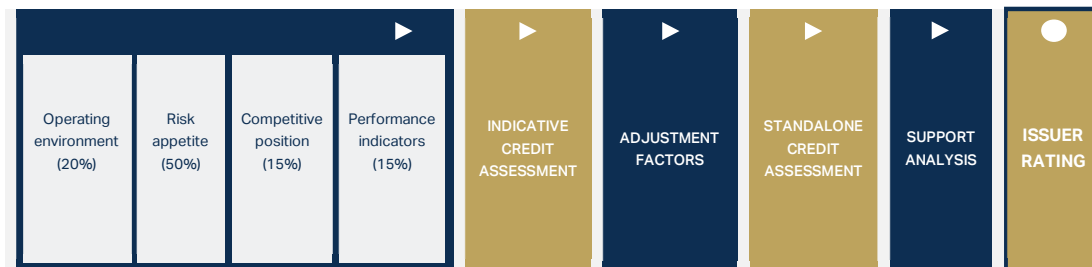 Operating
environment
(20%)
Risk
appetite
(50%)
Competitive
position
(15%)
Performance
indicators
(15%)
INDICATIVE
CREDIT
ASSESSMENT
ADJUSTMENT
FACTORS
STANDALONE
CREDIT
ASSESSMENT
SUPPORT
ANALYSIS
ISSUER
RATING